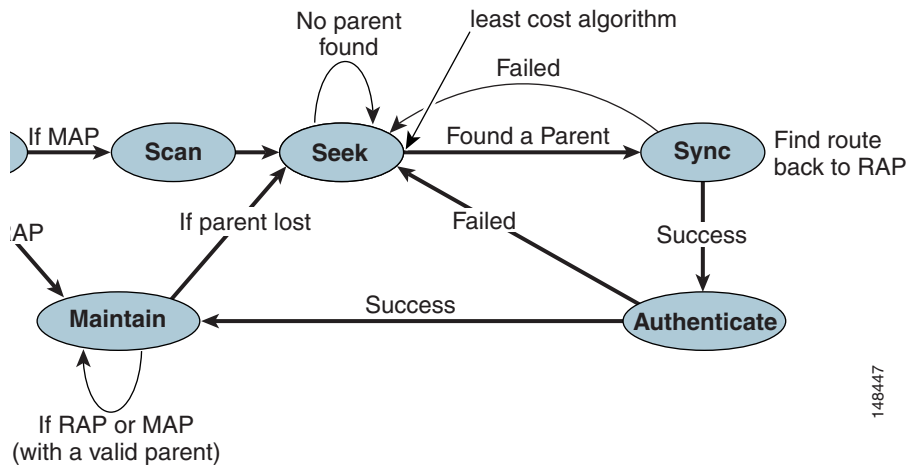 No parent
found
least cost algorithm
Failed
If MAP
Scan
Seek
Found a Parent
Sync
Find route
back to RAP
If parent lost
Failed
Success
Maintain
Success
Authenticate
If RAP or MAP
(with a valid parent)
148447